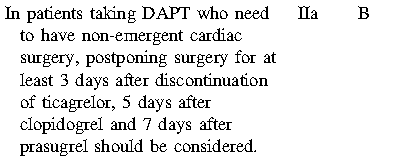 In patients taking DAPT who need IIa B
to have non-emergent cardiac
surgery, postponing surgery for at
least 3 days after discontinuation
of ticagrelor, 5 days after
clopidogrel and 7 days after
prasugrel should be considered.